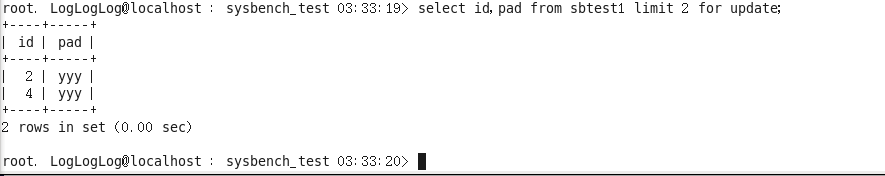 root. LogLogLog@localhost : sysbench_test 03:33:19> select id,pad from sbtest1 limit 2 for update;
+----+-----+
| id | pad |
+----+-----+
|  2 | yyy |
|  4 | yyy |
+----+-----+
2 rows in set (0.00 sec)
root. LogLogLog@localhost : sysbench_test 03:33:20>